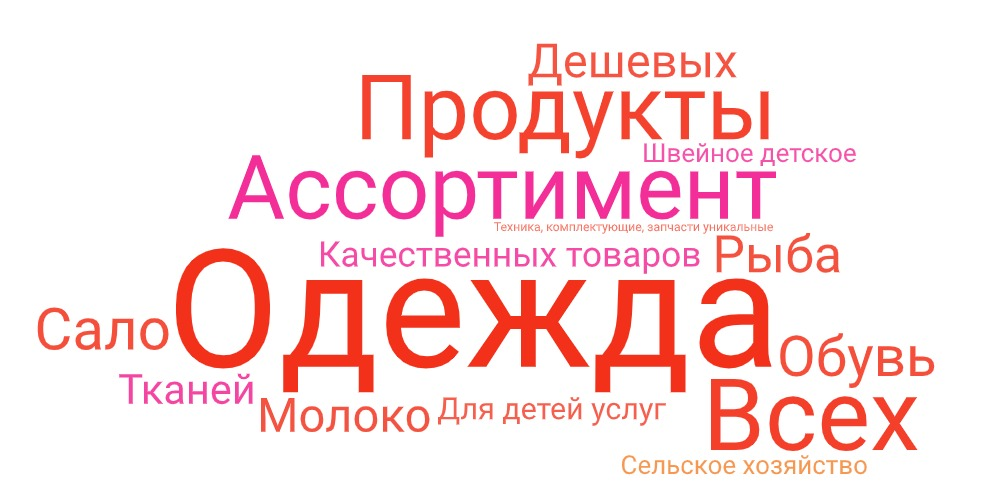 Дешевых
Продукты
Швейное детское
Ассортимент
Техника, комплектующие, запчасти уникальные
Качественных товаров
Рыба
Одежда
Сало
Обувь
Тканей
Молоко
Для детей услуг
Всех
Сельское хозяйство